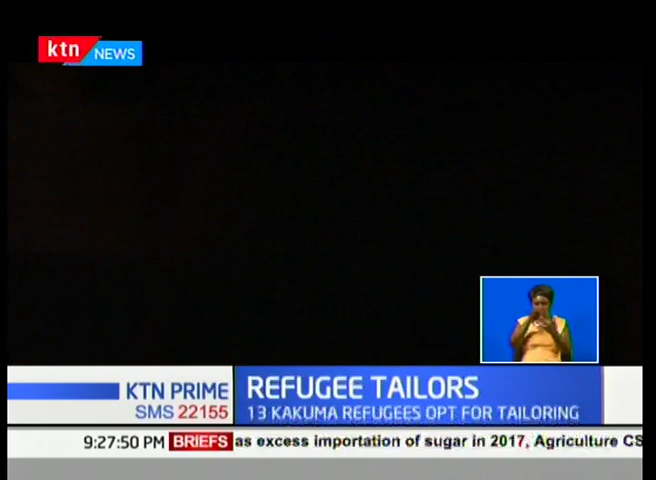 ktn NEWS
KTN PRIME
SMS 22155
REFUGEE TAILORS
13 KAKUMA REFUGEES OPT FOR TAILORING
9:27:50 PM BRIEFS as excess importation of sugar in 2017, Agriculture CS